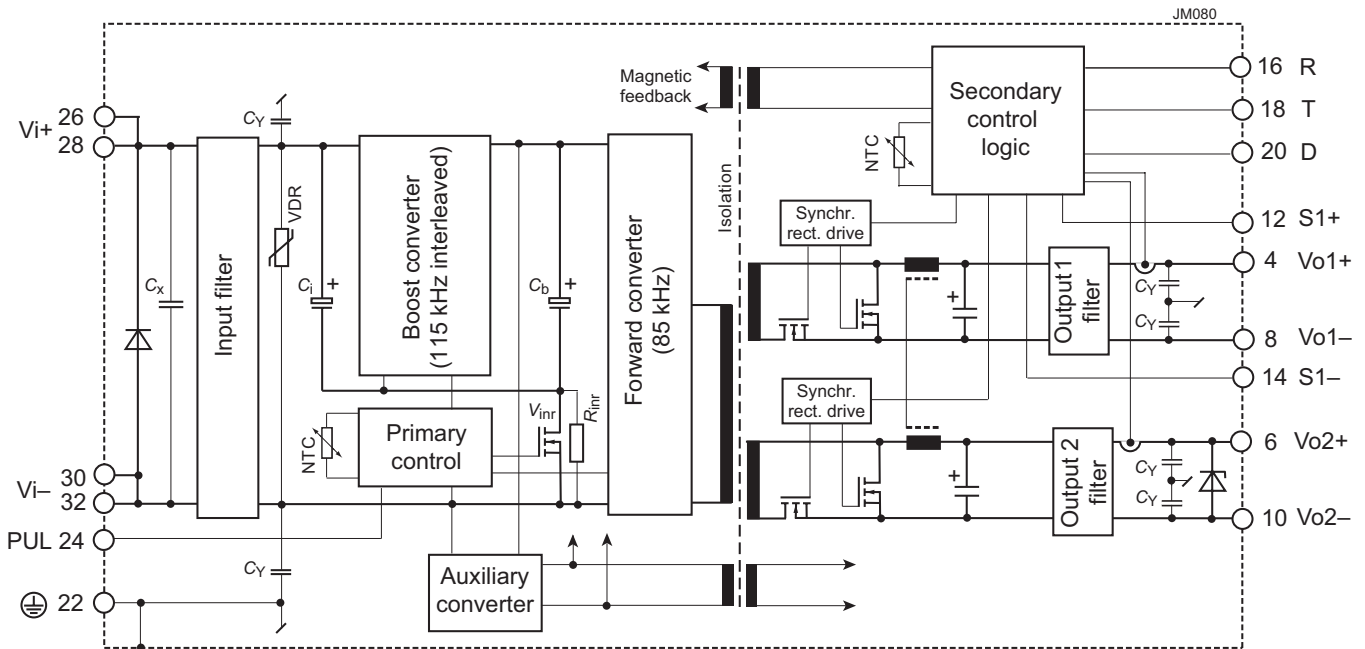 JM080
Vi+
26
28
Vi–
30
32
PUL 24
22
CY
Cx
Input filter
VDR
Ci
+
Boost converter
(115 kHz interleaved)
Cb
+
NTC
Primary
control
Vinr
Rinr
CY
Auxiliary
converter
Forward converter
(85 kHz)
Magnetic
feedback
Isolation
NTC
Secondary
control
logic
Synchr.
rect. drive
+
Output 1
filter
CY
CY
Synchr.
rect. drive
+
Output 2
filter
CY
CY
16 R
18 T
20 D
12 S1+
4 Vo1+
8 Vo1–
14 S1–
6 Vo2+
10 Vo2–